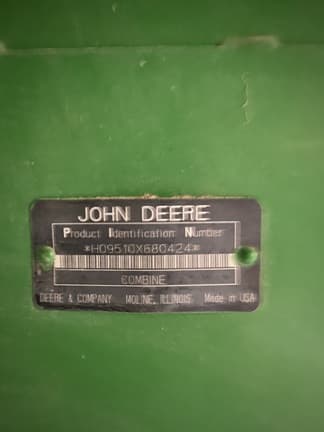 JOHN DEERE
Product Identification Number
*H09510X680424*
COMBINE
DEERE & COMPANY MOLINE, ILLINOIS Made in USA